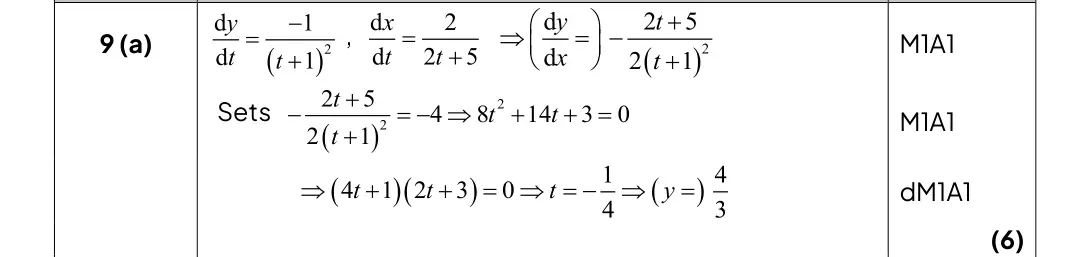 9 (a) dy/dt = −1/(t+1)² , dx/dt = 2/(2t+5) ⇒ (dy/dx =) − (2t+5)/(2(t+1)²) M1A1
Sets − (2t+5)/(2(t+1)²) = −4 ⇒ 8t² + 14t + 3 = 0 M1A1
⇒ (4t+1)(2t+3) = 0 ⇒ t = − 1/4 ⇒ (y =) 4/3 dM1A1
(6)